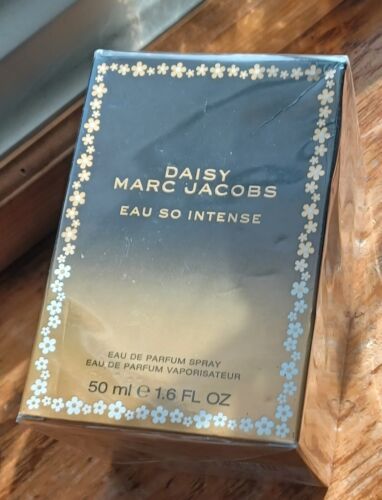 DAISY
MARC JACOBS
EAU SO INTENSE
EAU DE PARFUM SPRAY
EAU DE PARFUM VAPORISATEUR
50 ml ℮ 1.6 FL OZ